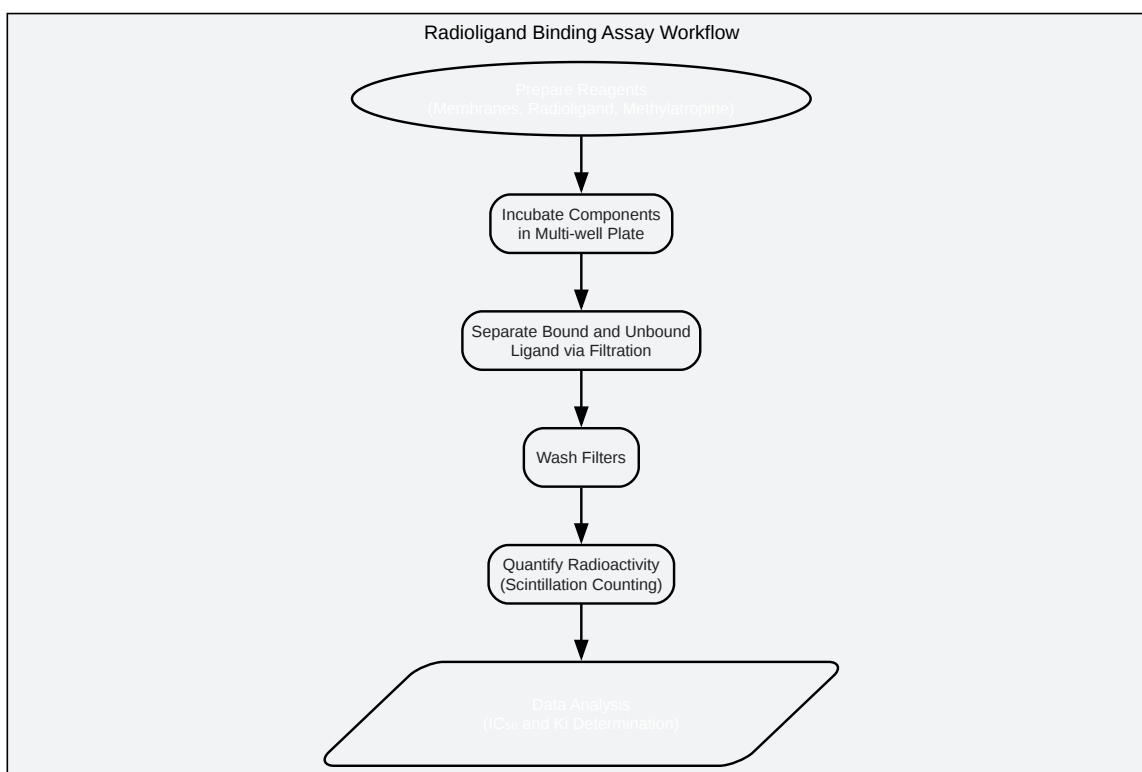 Radioligand Binding Assay Workflow
Prepare Reagents
(Membranes, Radioligand, Methylatropine)
Incubate Components
in Multi-well Plate
Separate Bound and Unbound
Ligand via Filtration
Wash Filters
Quantify Radioactivity
(Scintillation Counting)
Data Analysis
(IC₅₀ and Ki Determination)